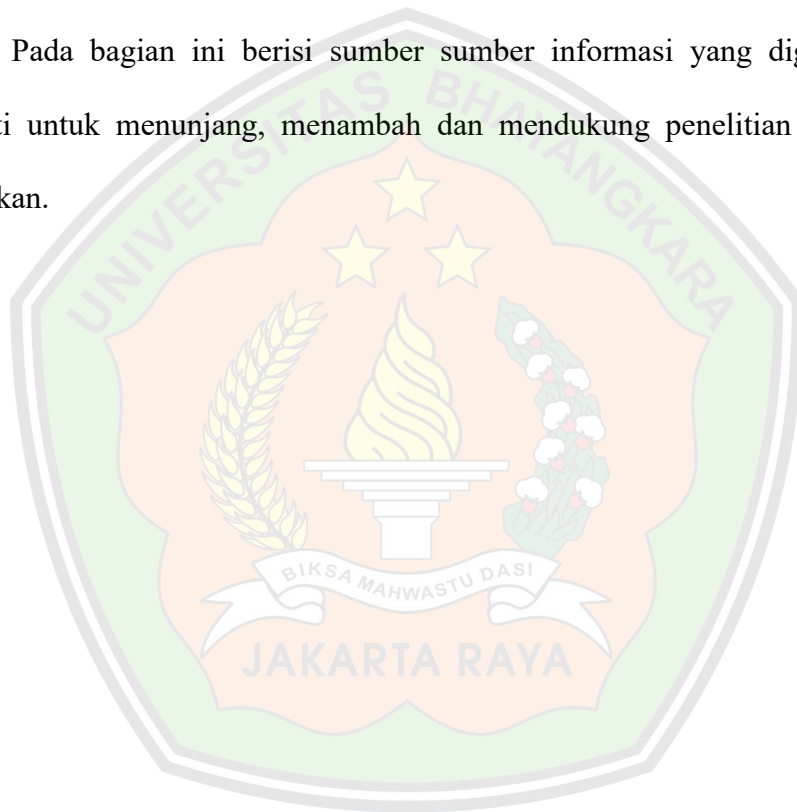 Pada bagian ini berisi sumber sumber informasi yang dig
ti untuk menunjang, menambah dan mendukung penelitian
kan.
UNIVERSITAS BHAYANGKARA
BIKSA MAHWASTU DASI
JAKARTA RAYA